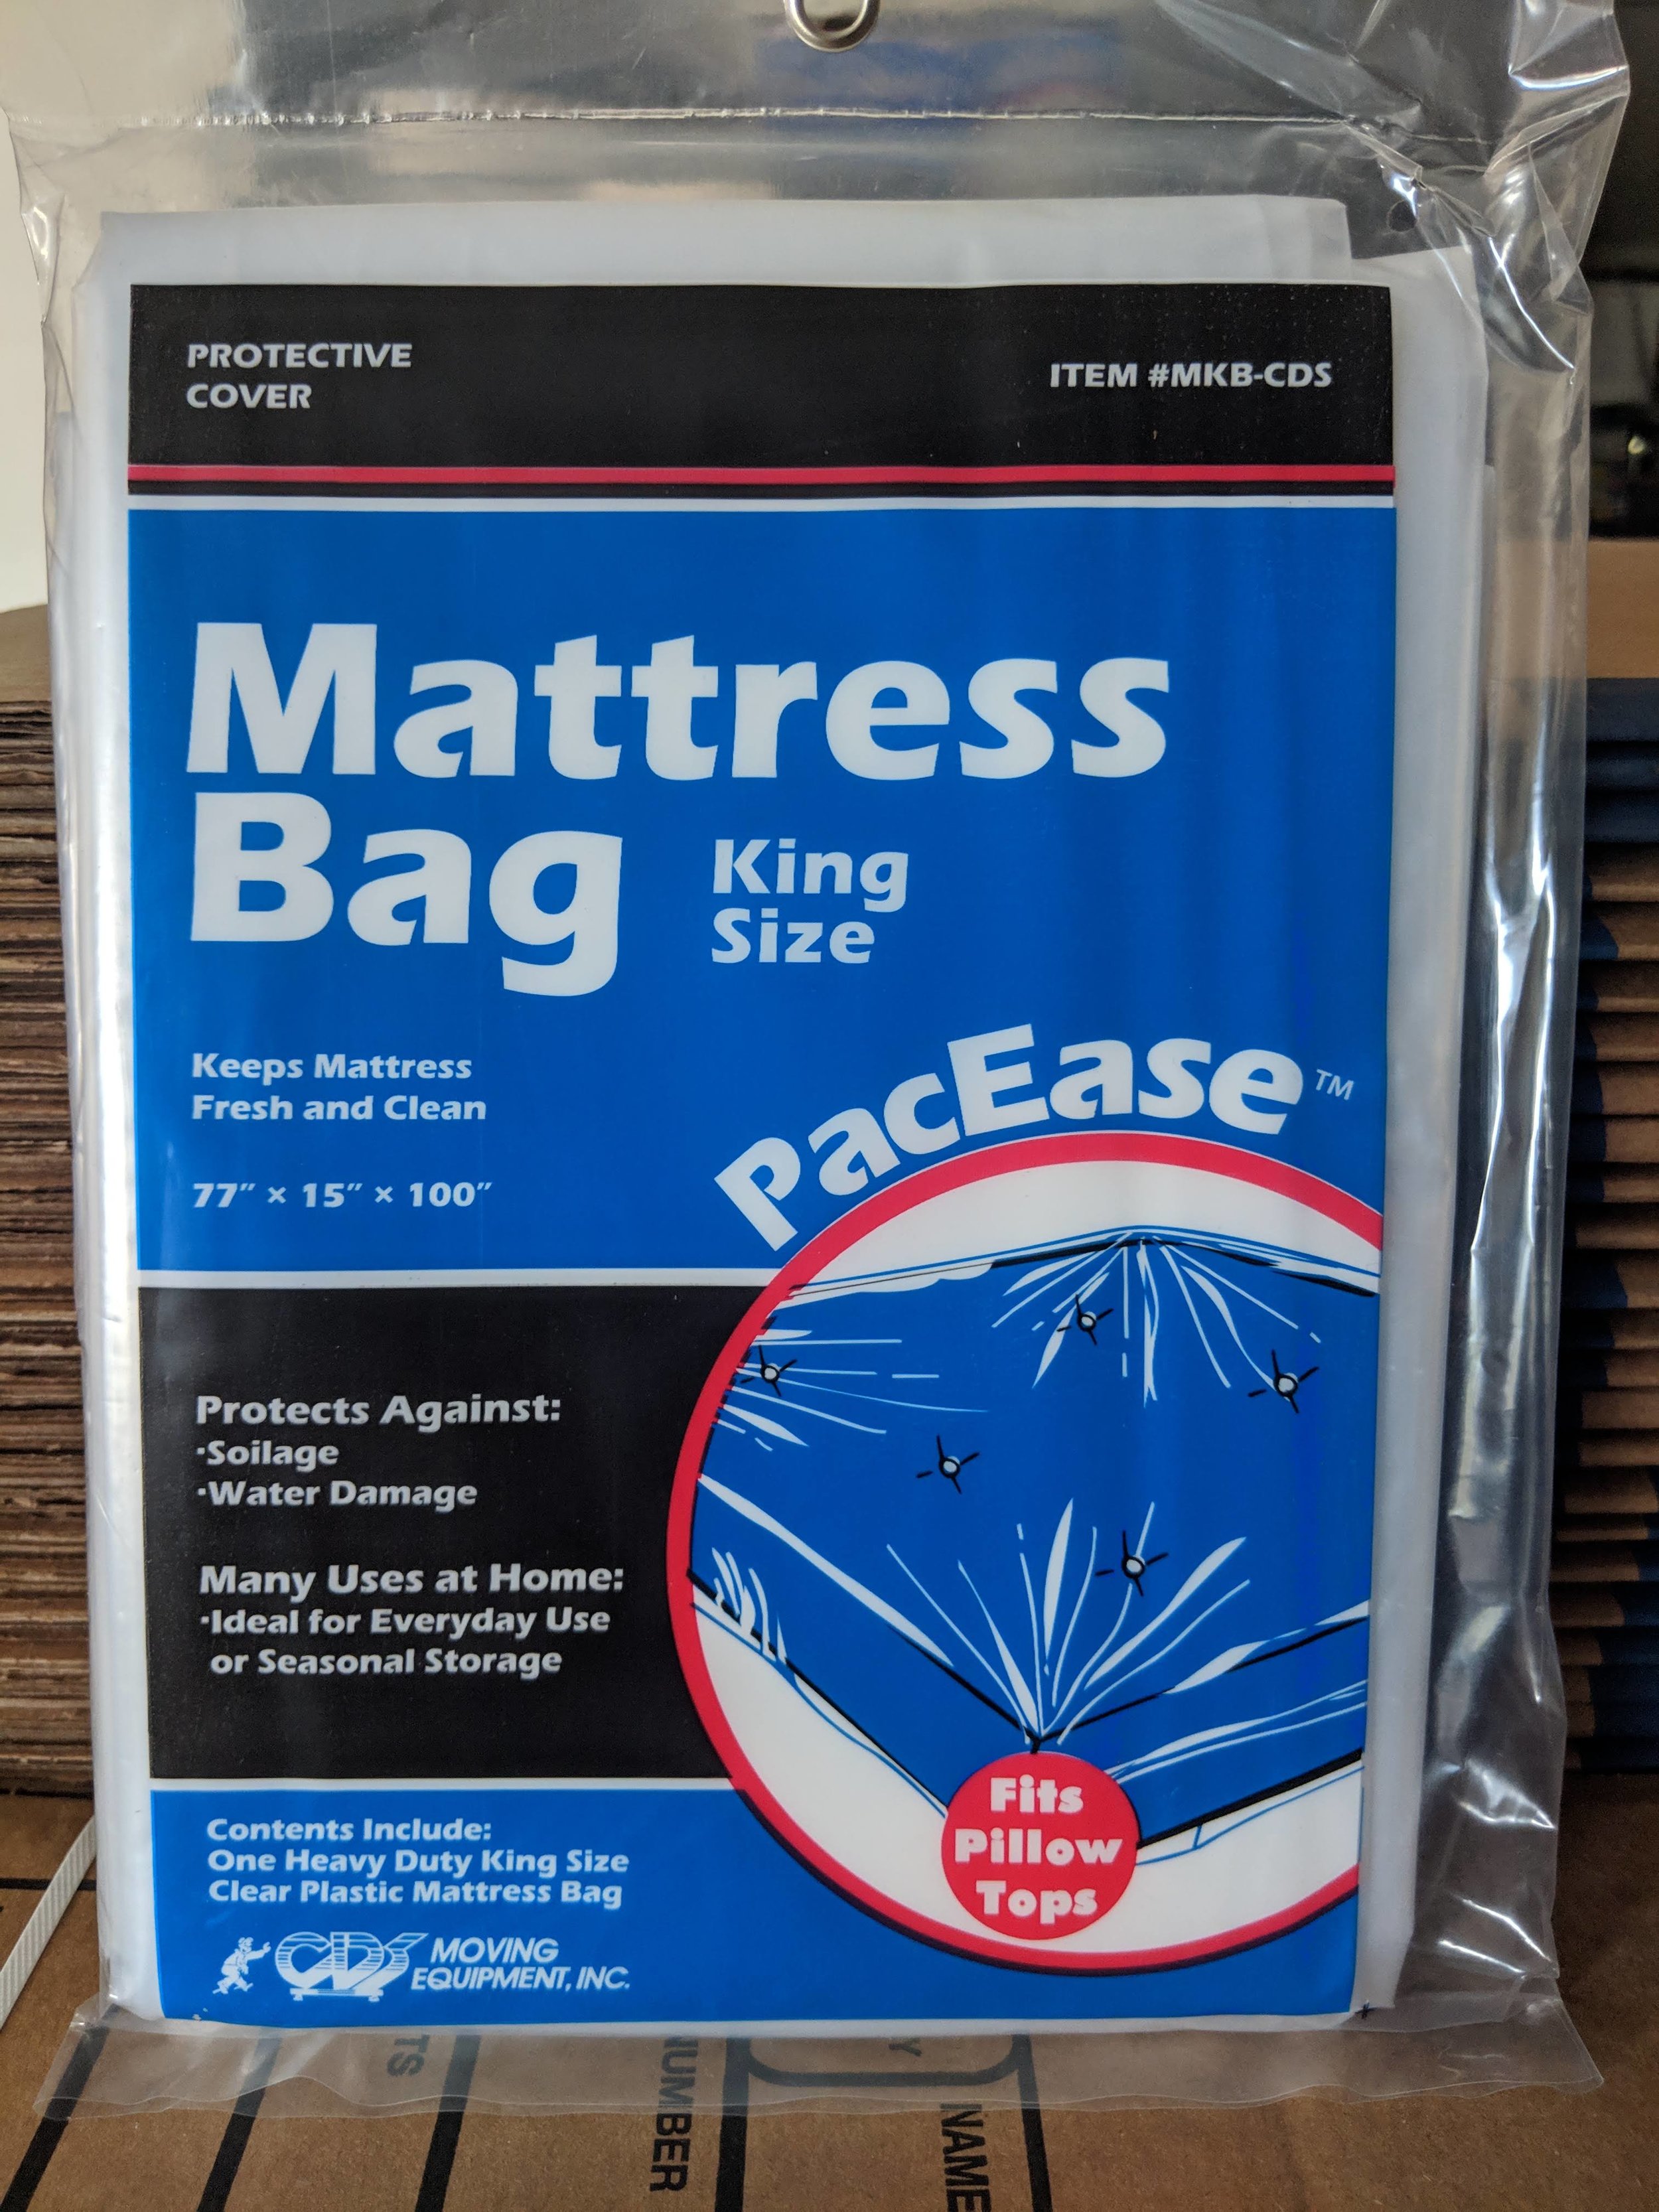 PROTECTIVE
COVER
ITEM #MKB-CDS
Mattress
Bag
King
Size
Keeps Mattress
Fresh and Clean
77" × 15" × 100"
PacEase™
Protects Against:
·Soilage
·Water Damage
Many Uses at Home:
·Ideal for Everyday Use
or Seasonal Storage
Fits
Pillow
Tops
Contents Include:
One Heavy Duty King Size
Clear Plastic Mattress Bag
CDS MOVING
EQUIPMENT, INC.
NUMBER
NAME